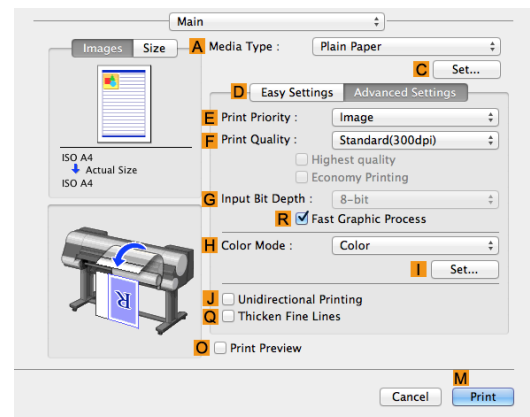 Main
Images Size A Media Type : Plain Paper
C Set...
D Easy Settings Advanced Settings
E Print Priority : Image
F Print Quality : Standard(300dpi)
Highest quality
Economy Printing
ISO A4
Actual Size
ISO A4
G Input Bit Depth : 8-bit
R Fast Graphic Process
H Color Mode : Color
I Set...
R
J Unidirectional Printing
Q Thicken Fine Lines
O Print Preview
M
Cancel Print